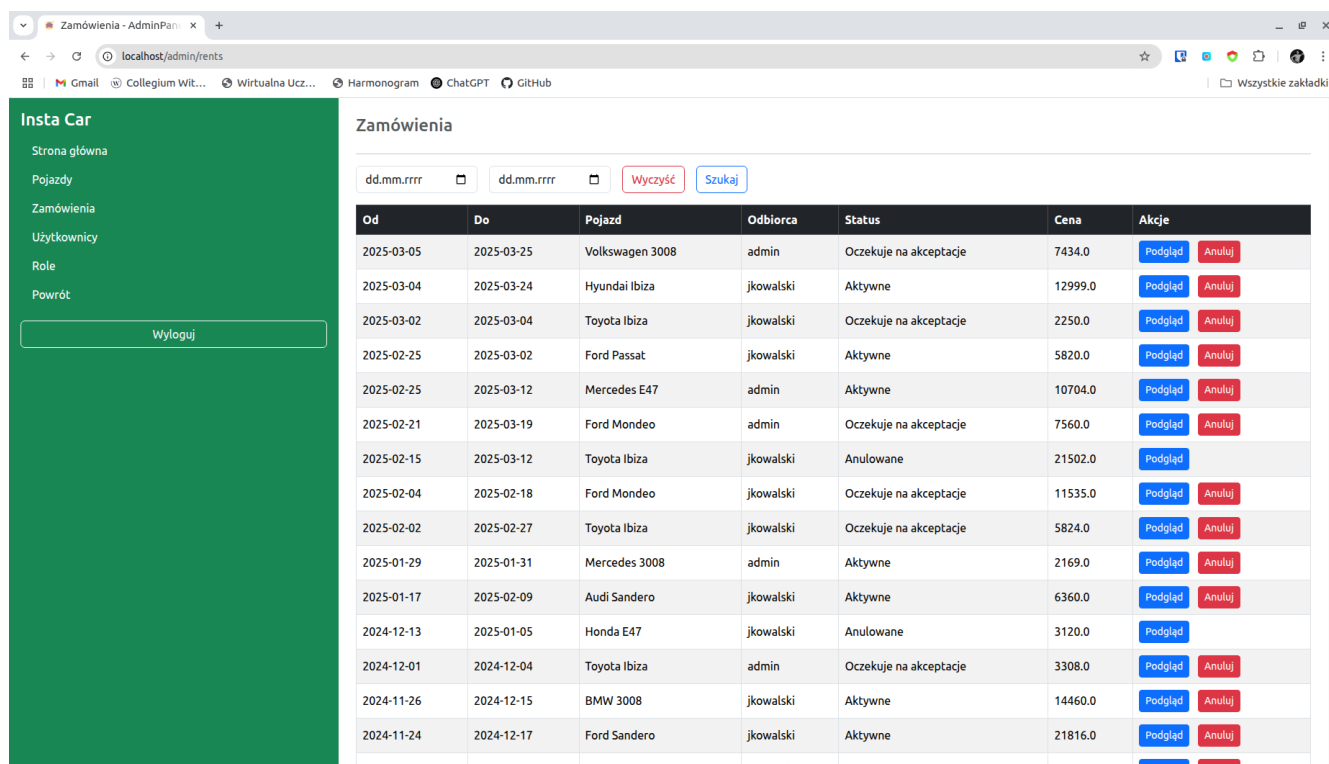 Zamówienia - AdminPan
localhost/admin/rents
Gmail Collegium Wit... Wirtualna Ucz... Harmonogram ChatGPT GitHub Wszystkie zakładki
Insta Car
Strona główna
Pojazdy
Zamówienia
Użytkownicy
Role
Powrót
Wyloguj
Zamówienia
dd.mm.rrrr dd.mm.rrrr Wyczyść Szukaj
Od Do Pojazd Odbiorca Status Cena Akcje
2025-03-05 2025-03-25 Volkswagen 3008 admin Oczekuje na akceptacje 7434.0 Podgląd Anuluj
2025-03-04 2025-03-24 Hyundai Ibiza jkowalski Aktywne 12999.0 Podgląd Anuluj
2025-03-02 2025-03-04 Toyota Ibiza jkowalski Oczekuje na akceptacje 2250.0 Podgląd Anuluj
2025-02-25 2025-03-02 Ford Passat jkowalski Aktywne 5820.0 Podgląd Anuluj
2025-02-25 2025-03-12 Mercedes E47 admin Aktywne 10704.0 Podgląd Anuluj
2025-02-21 2025-03-19 Ford Mondeo admin Oczekuje na akceptacje 7560.0 Podgląd Anuluj
2025-02-15 2025-03-12 Toyota Ibiza jkowalski Anulowane 21502.0 Podgląd
2025-02-04 2025-02-18 Ford Mondeo jkowalski Oczekuje na akceptacje 11535.0 Podgląd Anuluj
2025-02-02 2025-02-27 Toyota Ibiza jkowalski Oczekuje na akceptacje 5824.0 Podgląd Anuluj
2025-01-29 2025-01-31 Mercedes 3008 admin Aktywne 2169.0 Podgląd Anuluj
2025-01-17 2025-02-09 Audi Sandero jkowalski Aktywne 6360.0 Podgląd Anuluj
2024-12-13 2025-01-05 Honda E47 jkowalski Anulowane 3120.0 Podgląd
2024-12-01 2024-12-04 Toyota Ibiza admin Oczekuje na akceptacje 3308.0 Podgląd Anuluj
2024-11-26 2024-12-15 BMW 3008 jkowalski Aktywne 14460.0 Podgląd Anuluj
2024-11-24 2024-12-17 Ford Sandero jkowalski Aktywne 21816.0 Podgląd Anuluj